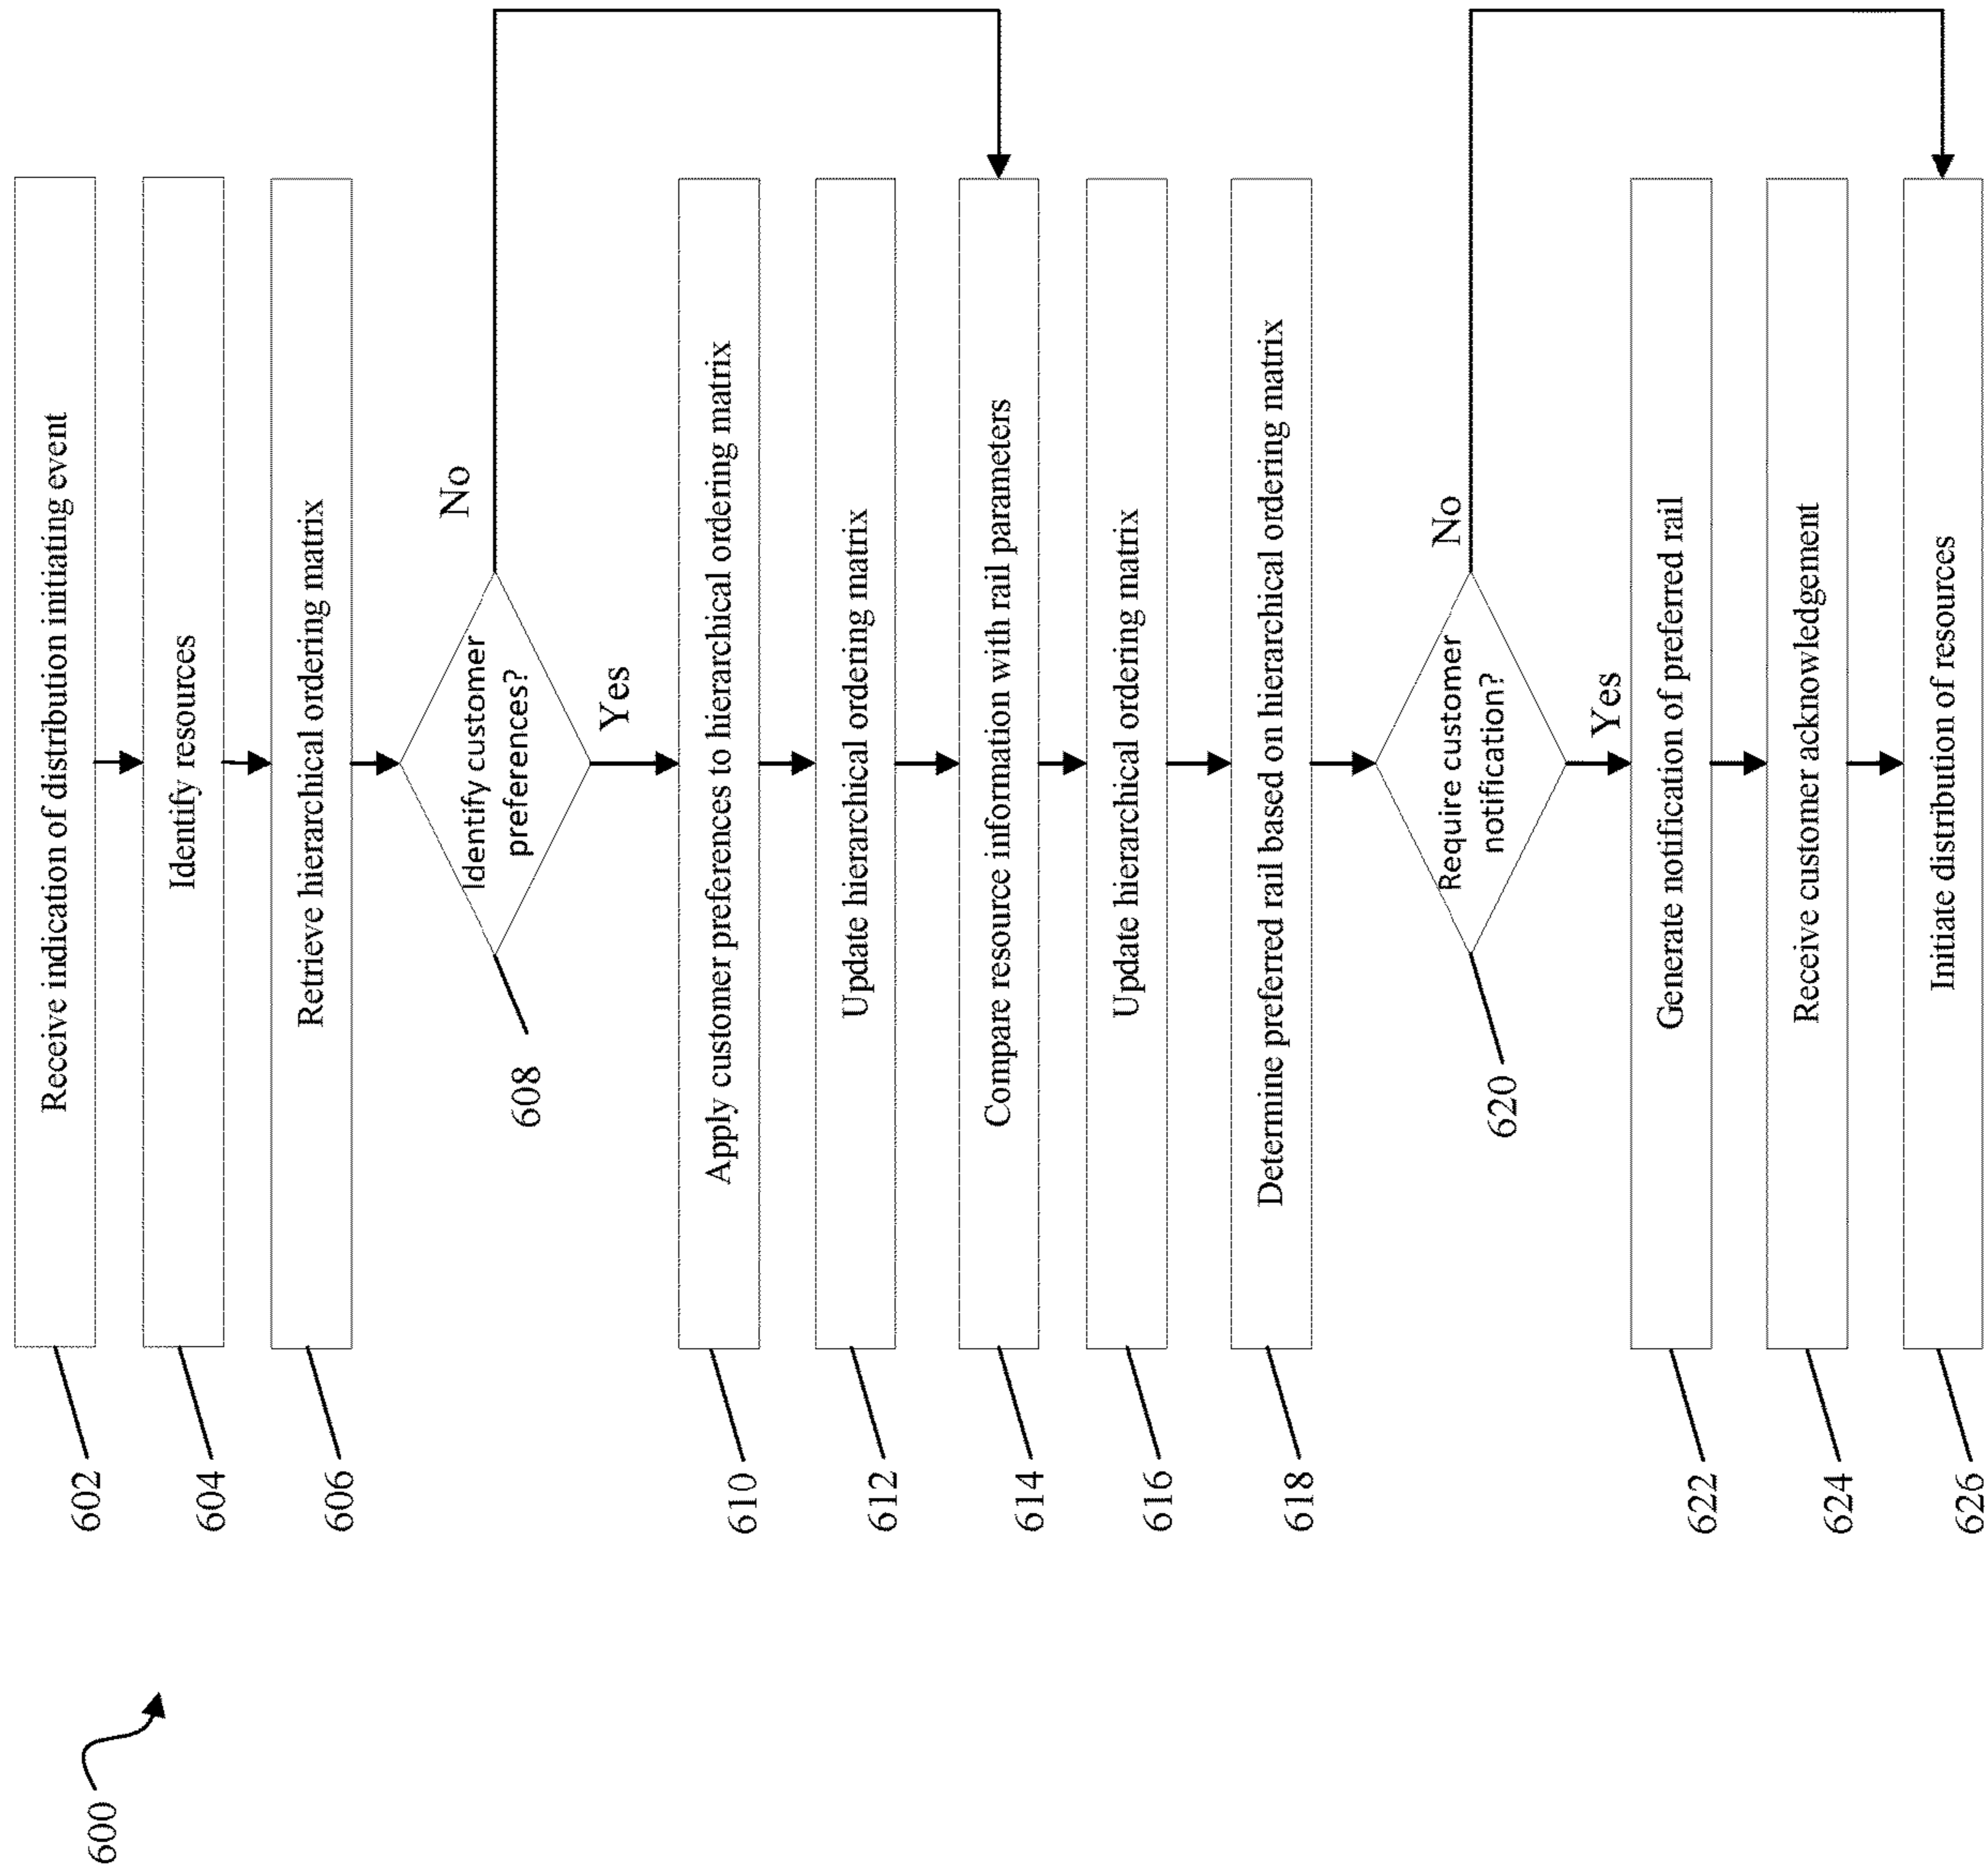 600
602
Receive indication of distribution initiating event
604
Identify resources
606
Retrieve hierarchical ordering matrix
608
Identify customer
preferences?
No
Yes
610
Apply customer preferences to hierarchical ordering matrix
612
Update hierarchical ordering matrix
614
Compare resource information with rail parameters
616
Update hierarchical ordering matrix
618
Determine preferred rail based on hierarchical ordering matrix
620
Require customer
notification?
No
Yes
622
Generate notification of preferred rail
624
Receive customer acknowledgement
626
Initiate distribution of resources